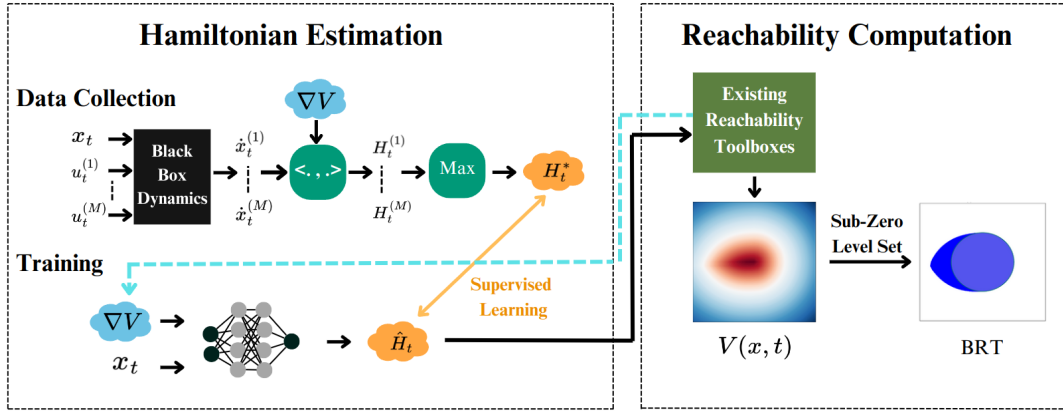 Hamiltonian Estimation
Data Collection
x_t
u_t^{(1)}
u_t^{(M)}
Black
Box
Dynamics
ẋ_t^{(1)}
ẋ_t^{(M)}
∇V
<. , .>
H_t^{(1)}
H_t^{(M)}
Max
H_t^*
Training
∇V
x_t
Ĥ_t
Supervised
Learning
Reachability Computation
Existing
Reachability
Toolboxes
V(x, t)
Sub-Zero
Level Set
BRT